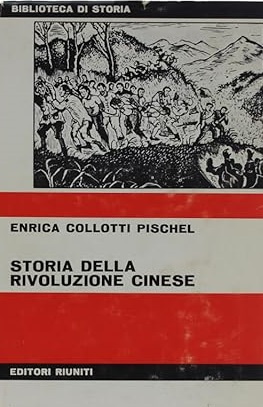 BIBLIOTECA DI STORIA
ENRICA COLLOTTI PISCHEL
STORIA DELLA
RIVOLUZIONE CINESE
EDITORI RIUNITI